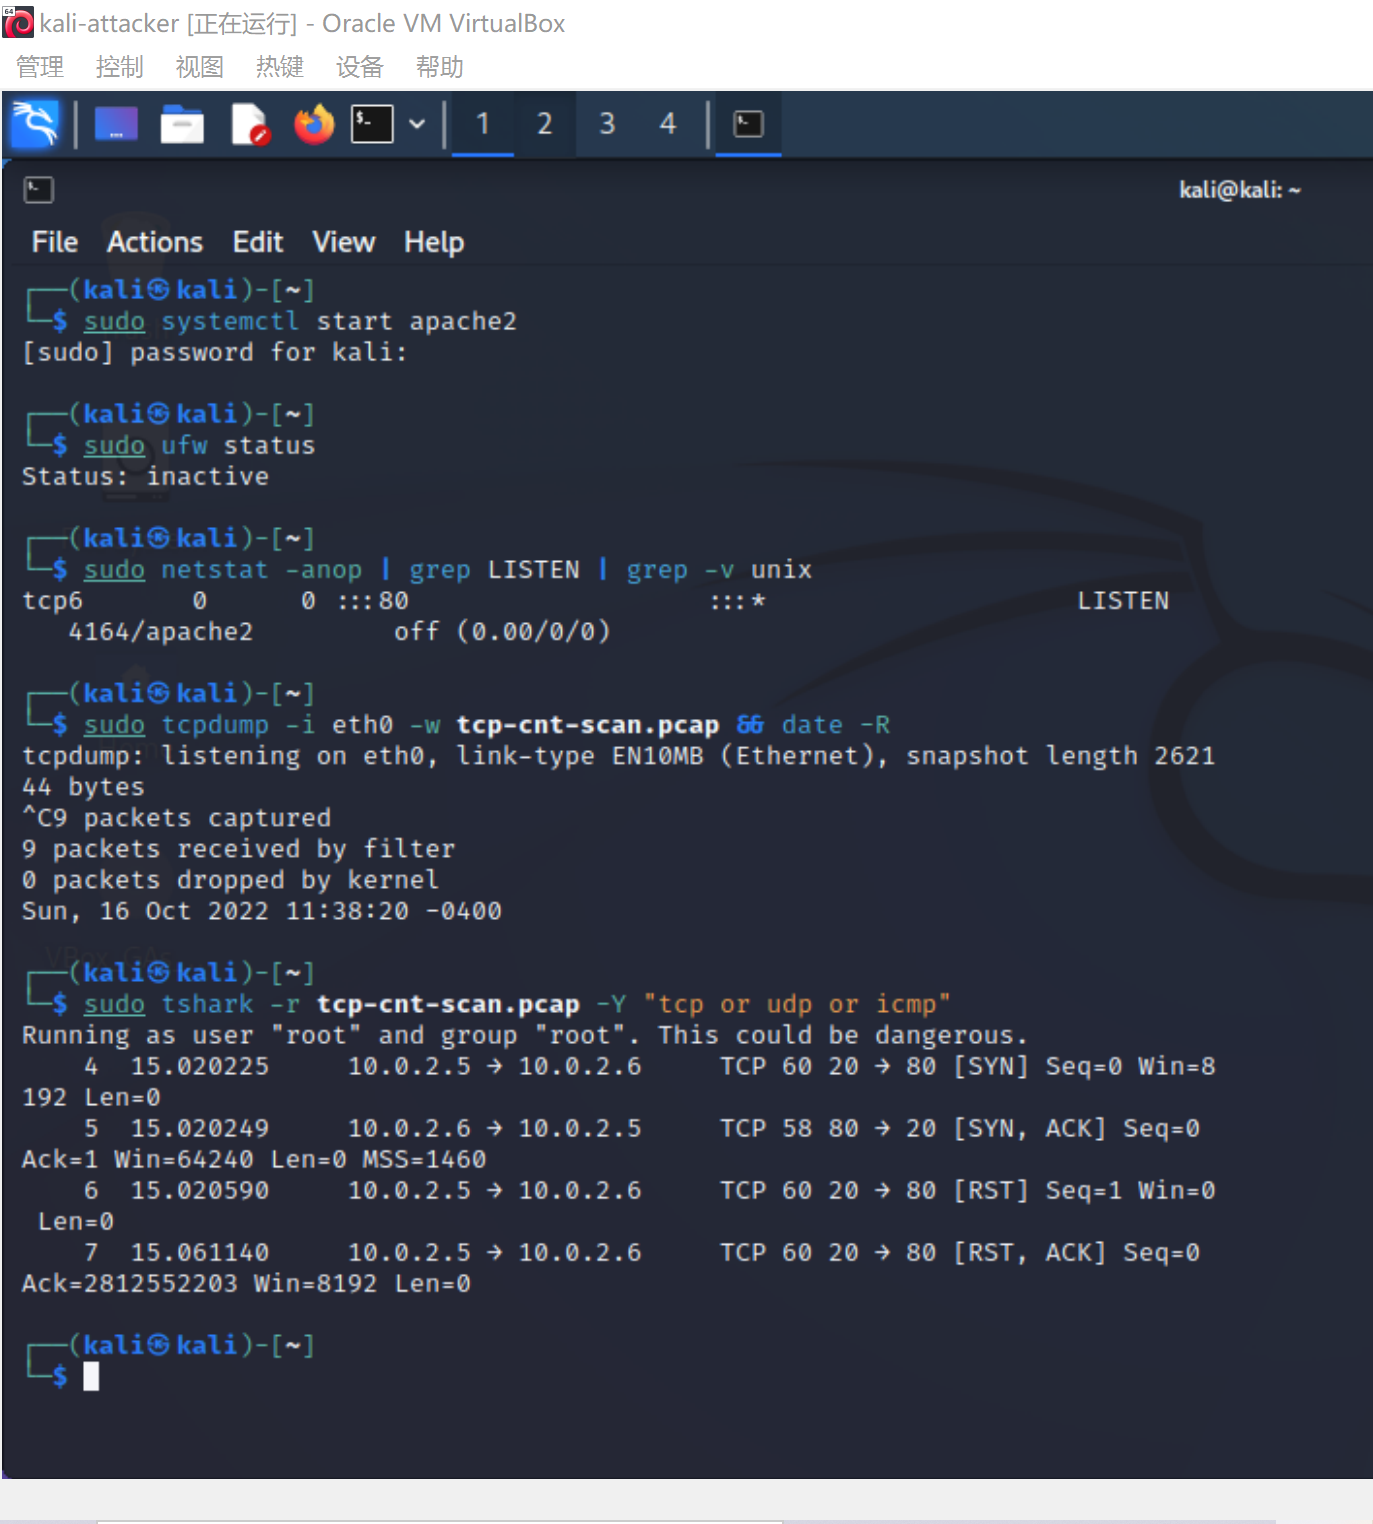 kali-attacker [正在运行] - Oracle VM VirtualBox
管理 控制 视图 热键 设备 帮助
1 2 3 4
kali@kali: ~
File Actions Edit View Help
┌──(kali㉿kali)-[~]
└─$ sudo systemctl start apache2
[sudo] password for kali:
┌──(kali㉿kali)-[~]
└─$ sudo ufw status
Status: inactive
┌──(kali㉿kali)-[~]
└─$ sudo netstat -anop | grep LISTEN | grep -v unix
tcp6 0 0 :::80 :::* LISTEN
4164/apache2 off (0.00/0/0)
┌──(kali㉿kali)-[~]
└─$ sudo tcpdump -i eth0 -w tcp-cnt-scan.pcap && date -R
tcpdump: listening on eth0, link-type EN10MB (Ethernet), snapshot length 2621
44 bytes
^C9 packets captured
9 packets received by filter
0 packets dropped by kernel
Sun, 16 Oct 2022 11:38:20 -0400
┌──(kali㉿kali)-[~]
└─$ sudo tshark -r tcp-cnt-scan.pcap -Y "tcp or udp or icmp"
Running as user "root" and group "root". This could be dangerous.
4 15.020225 10.0.2.5 → 10.0.2.6 TCP 60 20 → 80 [SYN] Seq=0 Win=8
192 Len=0
5 15.020249 10.0.2.6 → 10.0.2.5 TCP 58 80 → 20 [SYN, ACK] Seq=0
Ack=1 Win=64240 Len=0 MSS=1460
6 15.020590 10.0.2.5 → 10.0.2.6 TCP 60 20 → 80 [RST] Seq=1 Win=0
Len=0
7 15.061140 10.0.2.5 → 10.0.2.6 TCP 60 20 → 80 [RST, ACK] Seq=0
Ack=2812552203 Win=8192 Len=0
┌──(kali㉿kali)-[~]
└─$